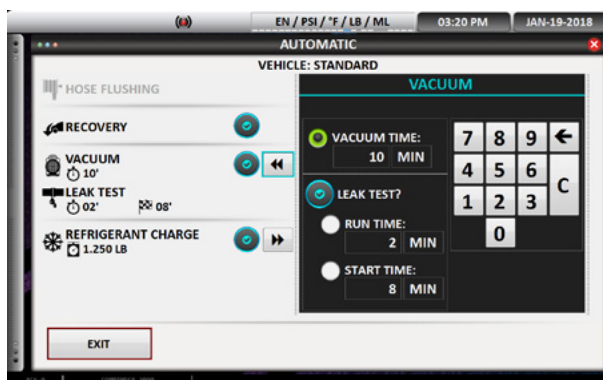 EN / PSI / °F / LB / ML
03:20 PM
JAN-19-2018
AUTOMATIC
VEHICLE: STANDARD
HOSE FLUSHING
RECOVERY
VACUUM
10'
LEAK TEST
02' 08'
REFRIGERANT CHARGE
1.250 LB
EXIT
VACUUM
VACUUM TIME:
10 MIN
LEAK TEST?
RUN TIME:
2 MIN
START TIME:
8 MIN
7 8 9
4 5 6 C
1 2 3
0